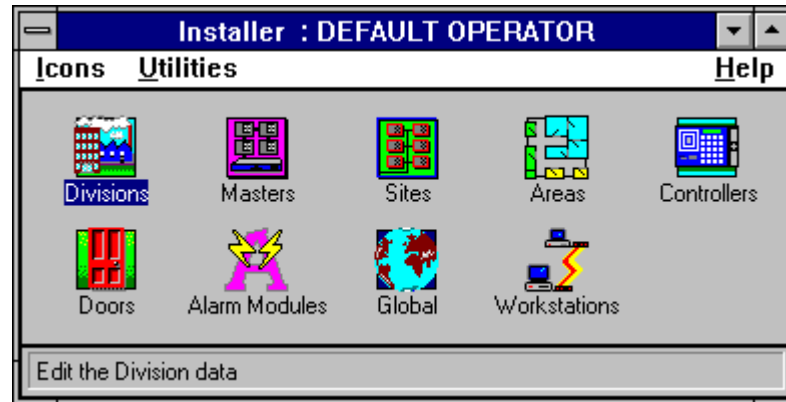 Installer : DEFAULT OPERATOR
Icons Utilities Help
Divisions Masters Sites Areas Controllers
Doors Alarm Modules Global Workstations
Edit the Division data